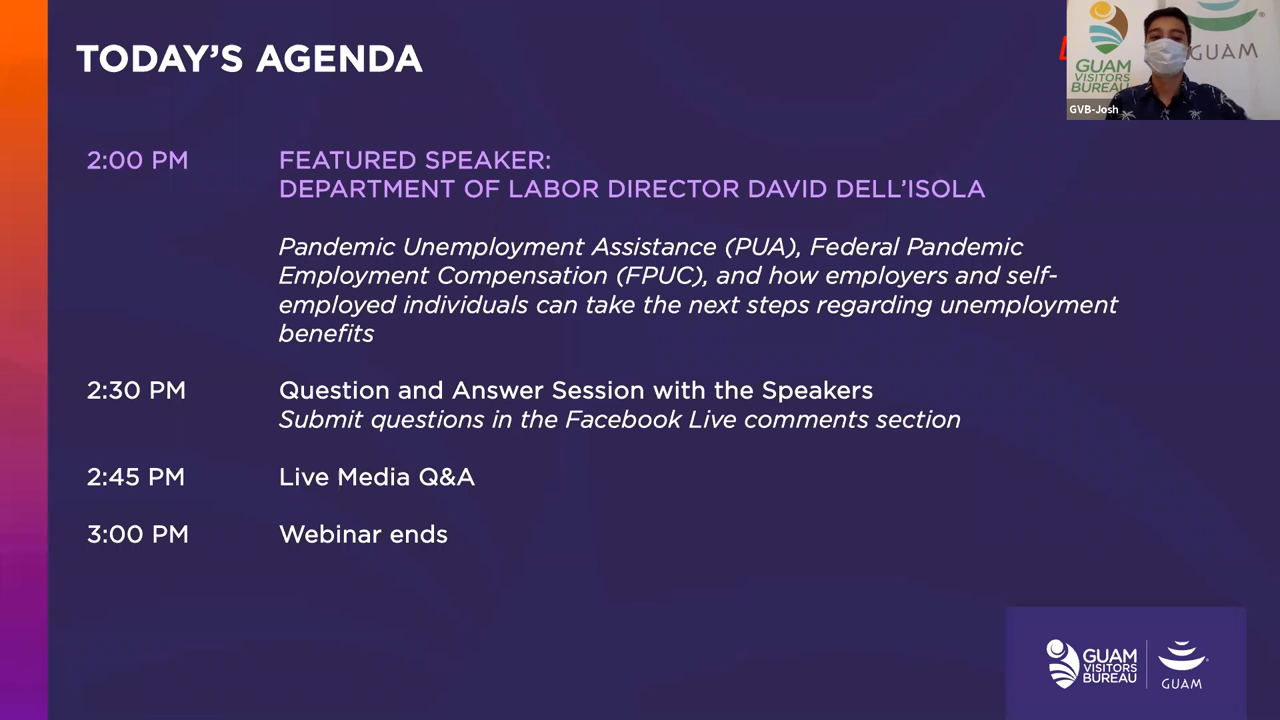 TODAY'S AGENDA
GUAM
VISITORS
BUREAU
GUAM
GVB-Josh
2:00 PM
FEATURED SPEAKER:
DEPARTMENT OF LABOR DIRECTOR DAVID DELL'ISOLA
Pandemic Unemployment Assistance (PUA), Federal Pandemic
Employment Compensation (FPUC), and how employers and self-
employed individuals can take the next steps regarding unemployment
benefits
2:30 PM
Question and Answer Session with the Speakers
Submit questions in the Facebook Live comments section
2:45 PM
Live Media Q&A
3:00 PM
Webinar ends
GUAM
VISITORS
BUREAU
GUAM